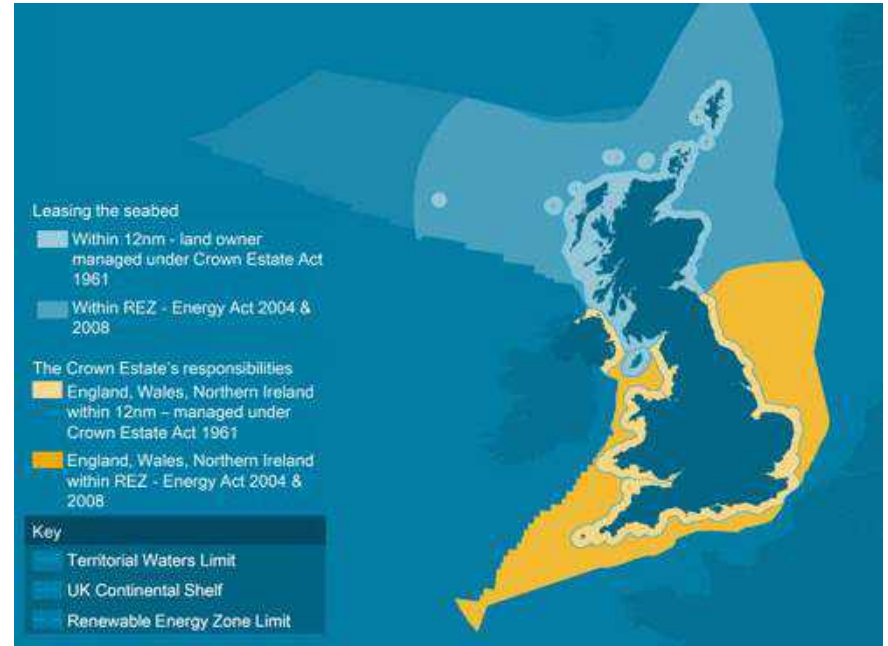 Leasing the seabed
Within 12nm - land owner
managed under Crown Estate Act
1961
Within REZ - Energy Act 2004 &
2008
The Crown Estate's responsibilities
England, Wales, Northern Ireland
within 12nm – managed under
Crown Estate Act 1961
England, Wales, Northern Ireland
within REZ - Energy Act 2004 &
2008
Key
Territorial Waters Limit
UK Continental Shelf
Renewable Energy Zone Limit